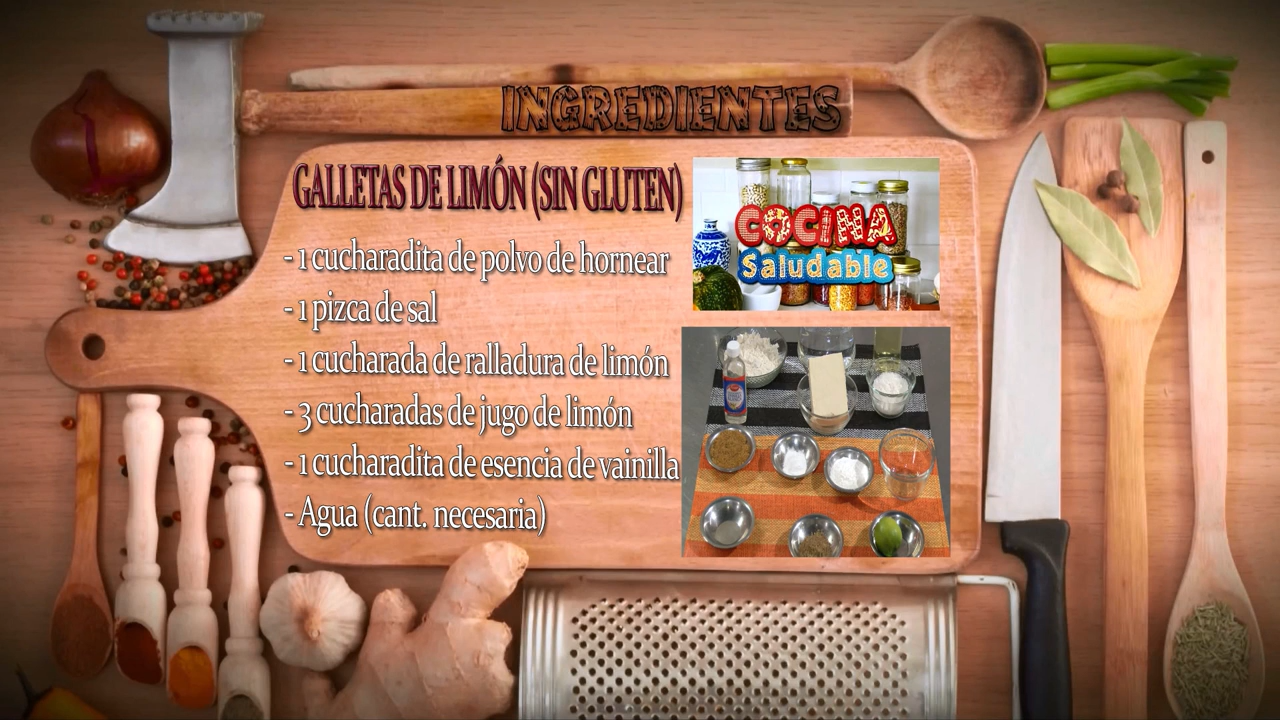 INGREDIENTES
GALLETAS DE LIMÓN (SIN GLUTEN)
- 1 cucharadita de polvo de hornear
- 1 pizca de sal
- 1 cucharada de ralladura de limón
- 3 cucharadas de jugo de limón
- 1 cucharadita de esencia de vainilla
- Agua (cant. necesaria)
COCINA
Saludable